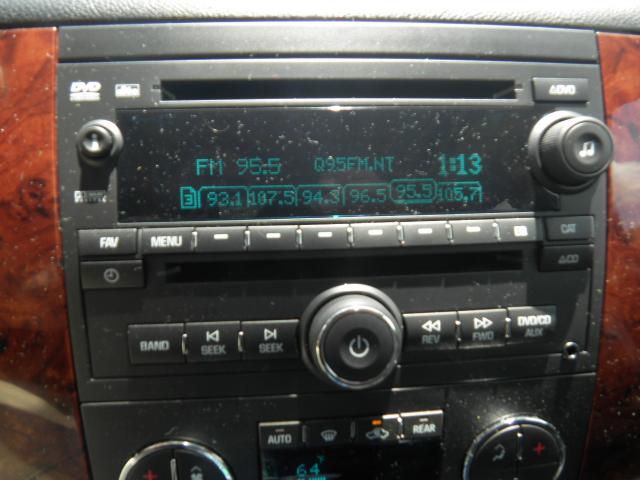 DVD
△DVD
FM 95.5 Q95FM.NT 1:13
3 93.1 107.5 94.3 96.5 95.5 105.7
FAV MENU CAT
△CD
BAND SEEK SEEK REV FWD DVD/CD
AUX
AUTO REAR
64